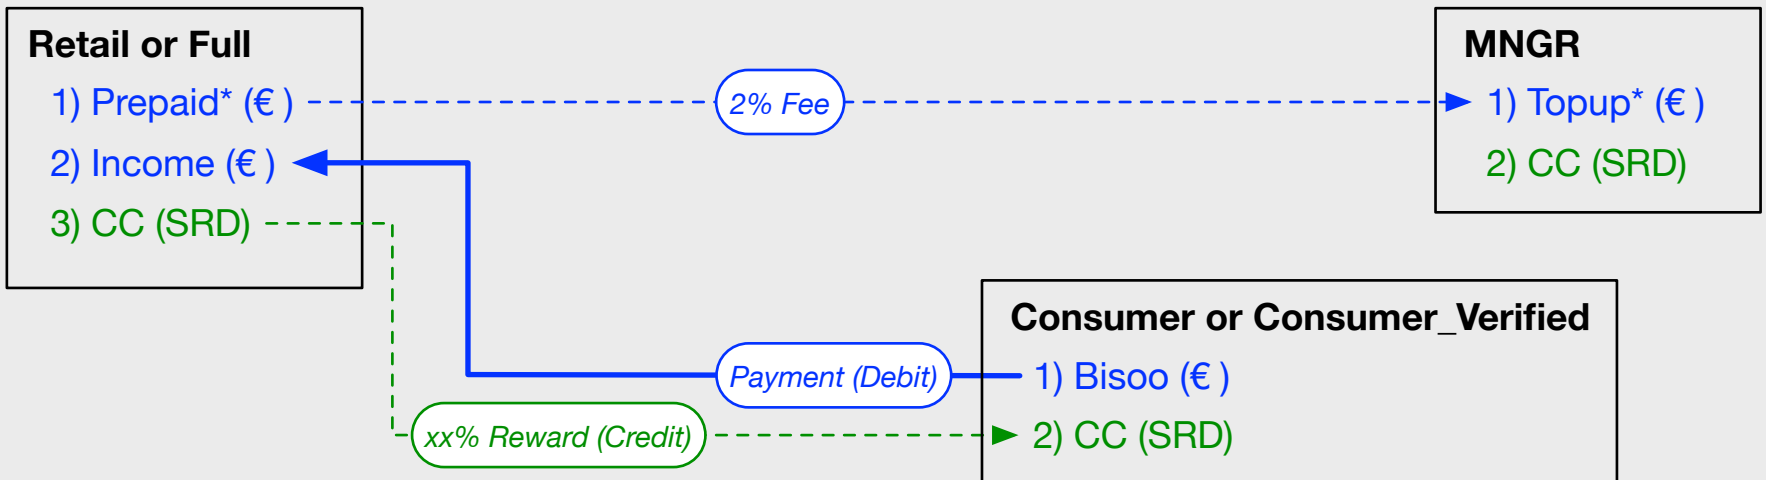 Retail or Full
1) Prepaid* (€ )
2) Income (€ )
3) CC (SRD)
2% Fee
MNGR
1) Topup* (€ )
2) CC (SRD)
Consumer or Consumer_Verified
Payment (Debit)
1) Bisoo (€ )
xx% Reward (Credit)
2) CC (SRD)